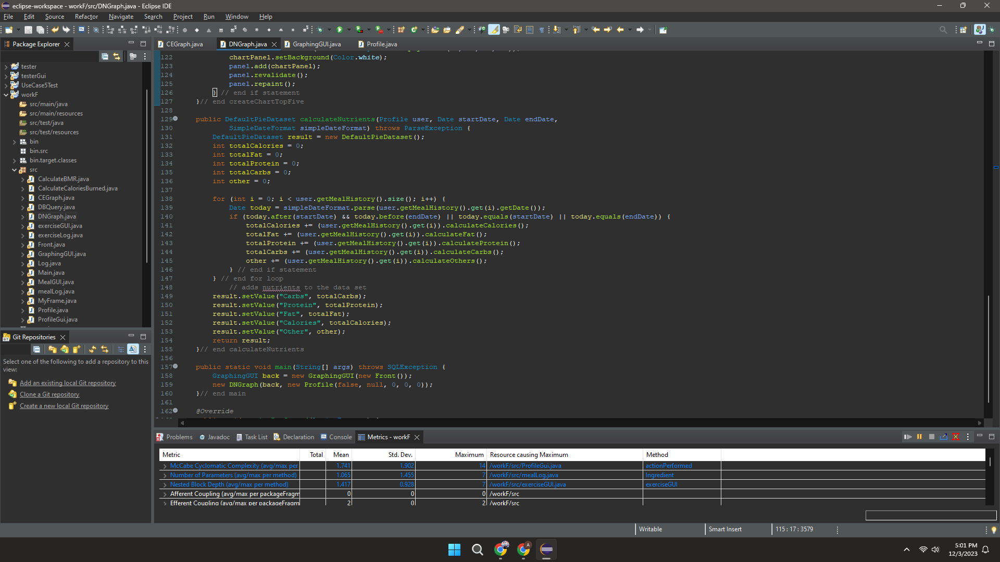 eclipse-workspace - workF/src/DNGraph.java - Eclipse IDE
File Edit Source Refactor Navigate Search Project Run Window Help
Package Explorer
CEGraph.java DNGraph.java GraphingGUI.java Profile.java
tester
testerGui
UseCase5Test
workF
src/main/java
src/main/resources
src/test/java
src/test/resources
bin
bin.src
bin.target.classes
src
CalculateBMR.java
CalculateCaloriesBurned.java
CEGraph.java
DBQuery.java
DNGraph.java
exerciseGUI.java
exerciseLog.java
Front.java
GraphingGUI.java
Log.java
Main.java
MealGUI.java
mealLog.java
MyFrame.java
Profile.java
ProfileGui.java
122 chartPanel.setBackground(Color.white);
123 panel.add(chartPanel);
124 panel.revalidate();
125 panel.repaint();
126 } // end if statement
127 }// end createChartTopFive
128
129 public DefaultPieDataset calculateNutrients(Profile user, Date startDate, Date endDate,
130 SimpleDateFormat simpleDateFormat) throws ParseException {
131 DefaultPieDataset result = new DefaultPieDataset();
132 int totalCalories = 0;
133 int totalFat = 0;
134 int totalProtein = 0;
135 int totalCarbs = 0;
136 int other = 0;
137
138 for (int i = 0; i < user.getMealHistory().size(); i++) {
139 Date today = simpleDateFormat.parse(user.getMealHistory().get(i).getDate());
140 if (today.after(startDate) && today.before(endDate) || today.equals(startDate) || today.equals(endDate)) {
141 totalCalories += (user.getMealHistory().get(i)).calculateCalories();
142 totalFat += (user.getMealHistory().get(i)).calculateFat();
143 totalProtein += (user.getMealHistory().get(i)).calculateProtein();
144 totalCarbs += (user.getMealHistory().get(i)).calculateCarbs();
145 other += (user.getMealHistory().get(i)).calculateOthers();
146 } // end if statement
147 } // end for loop
148 // adds nutrients to the data set
149 result.setValue("Carbs", totalCarbs);
150 result.setValue("Protein", totalProtein);
151 result.setValue("Fat", totalFat);
152 result.setValue("Calories", totalCalories);
153 result.setValue("Other", other);
154 return result;
155 }// end calculateNutrients
156
157 public static void main(String[] args) throws SQLException {
158 GraphingGUI back = new GraphingGUI(new Front());
159 new DNGraph(back, new Profile(false, null, 0, 0, 0));
160 }// end main
161
162 @Override
Git Repositories
Select one of the following to add a repository to this
view:
Add an existing local Git repository
Clone a Git repository
Create a new local Git repository
Problems Javadoc Task List Declaration Console Metrics - workF
Metric Total Mean Std. Dev. Maximum Resource causing Maximum Method
McCabe Cyclomatic Complexity (avg/max per 1.741 1.902 14 /workF/src/ProfileGui.java actionPerformed
Number of Parameters (avg/max per method) 1.065 1.455 7 /workF/src/mealLog.java Ingredient
Nested Block Depth (avg/max per method) 1.417 0.928 7 /workF/src/exerciseGUI.java exerciseGUI
Afferent Coupling (avg/max per packageFragm 0 0 0 /workF/src
Efferent Coupling (avg/max per packageFragm 2 0 2 /workF/src
Writable Smart Insert 115 : 17 : 3579
5:01 PM
12/3/2023